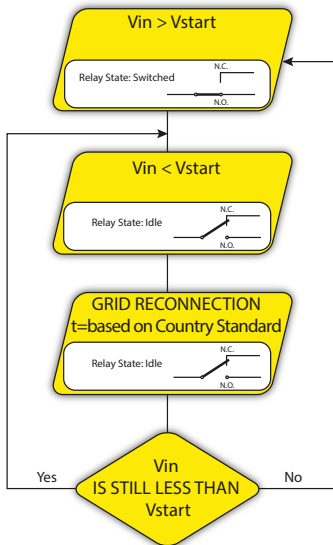 Vin > Vstart
N.C.
Relay State: Switched
N.O.
Vin < Vstart
N.C.
Relay State: Idle
N.O.
GRID RECONNECTION
t=based on Country Standard
N.C.
Relay State: Idle
N.O.
Yes
Vin
IS STILL LESS THAN
Vstart
No